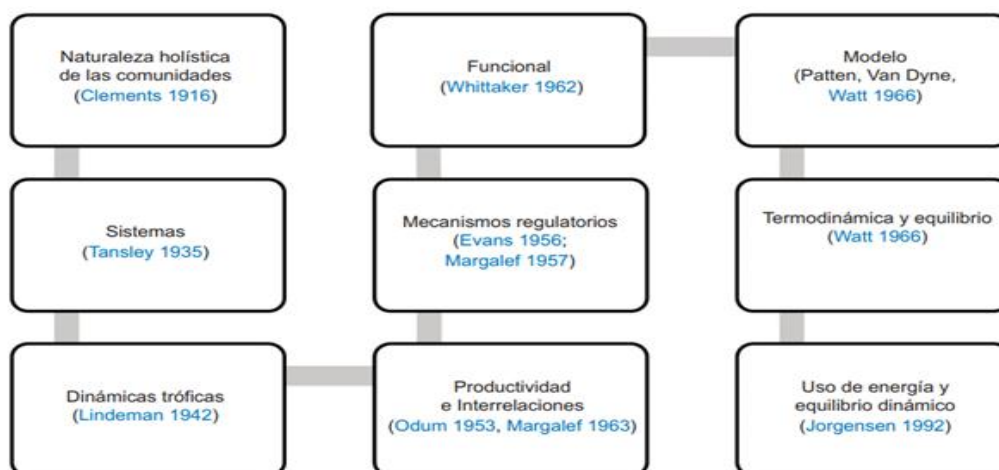 Naturaleza holística
de las comunidades
(Clements 1916)
Sistemas
(Tansley 1935)
Dinámicas tróficas
(Lindeman 1942)
Productividad
e Interrelaciones
(Odum 1953, Margalef 1963)
Mecanismos regulatorios
(Evans 1956;
Margalef 1957)
Funcional
(Whittaker 1962)
Modelo
(Patten, Van Dyne,
Watt 1966)
Termodinámica y equilibrio
(Watt 1966)
Uso de energía y
equilibrio dinámico
(Jorgensen 1992)